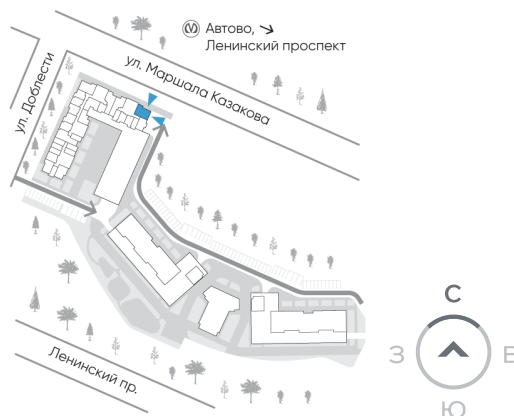 Автово, ↘
Ленинский проспект
ул. Маршала Казакова
ул. Доблести
С
З
В
Ю
Ленинский пр.